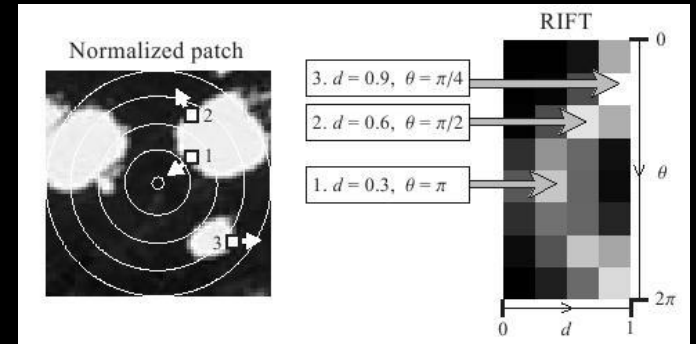 Normalized patch
2
1
3
3. d = 0.9, θ = π/4
2. d = 0.6, θ = π/2
1. d = 0.3, θ = π
RIFT
0
θ
2π
0
d
1